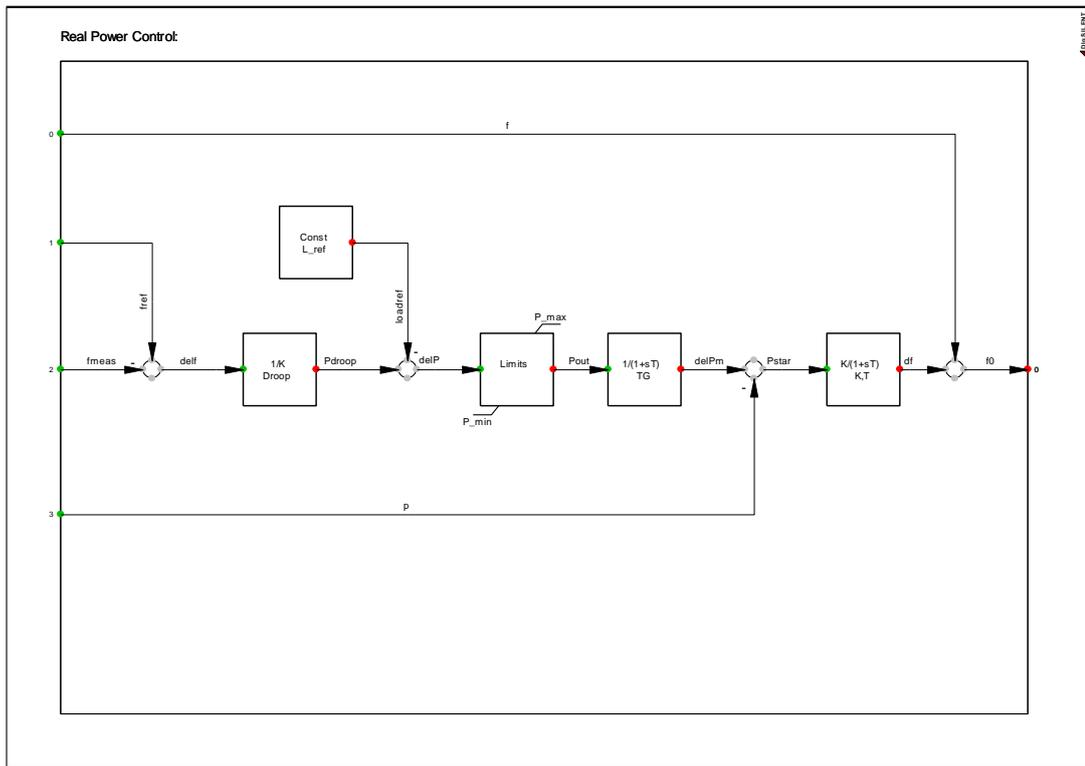 Real Power Control:
DIgSILENT
0
f
1
Const
L_ref
fref
loadref
P_max
2
fmeas
-
delf
1/K
Droop
Pdroop
-
delP
Limits
Pout
1/(1+sT)
TG
delPm
Pstar
-
K/(1+sT)
K,T
df
f0
0
P_min
3
p